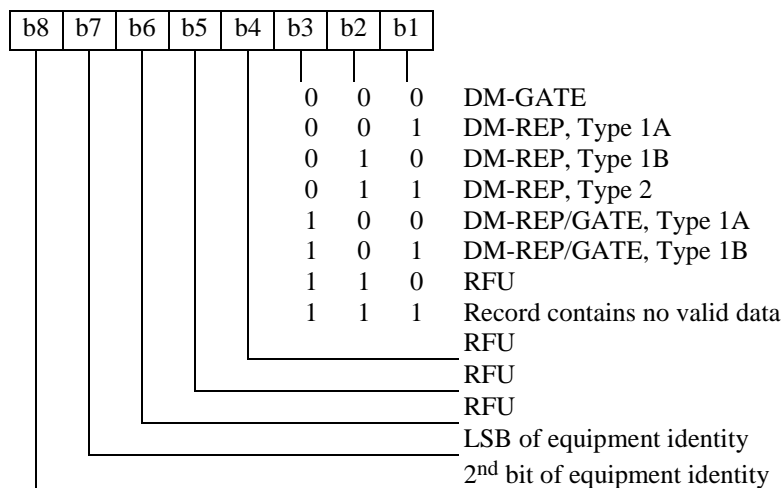 b8 b7 b6 b5 b4 b3 b2 b1
0 0 0 DM-GATE
0 0 1 DM-REP, Type 1A
0 1 0 DM-REP, Type 1B
0 1 1 DM-REP, Type 2
1 0 0 DM-REP/GATE, Type 1A
1 0 1 DM-REP/GATE, Type 1B
1 1 0 RFU
1 1 1 Record contains no valid data
RFU
RFU
RFU
LSB of equipment identity
2nd bit of equipment identity